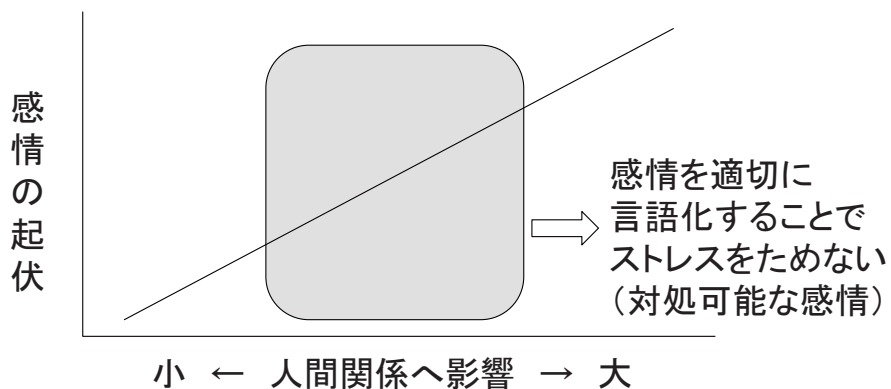 感情の起伏
感情を適切に
言語化することで
ストレスをためない
（対処可能な感情）
小 ← 人間関係へ影響 → 大